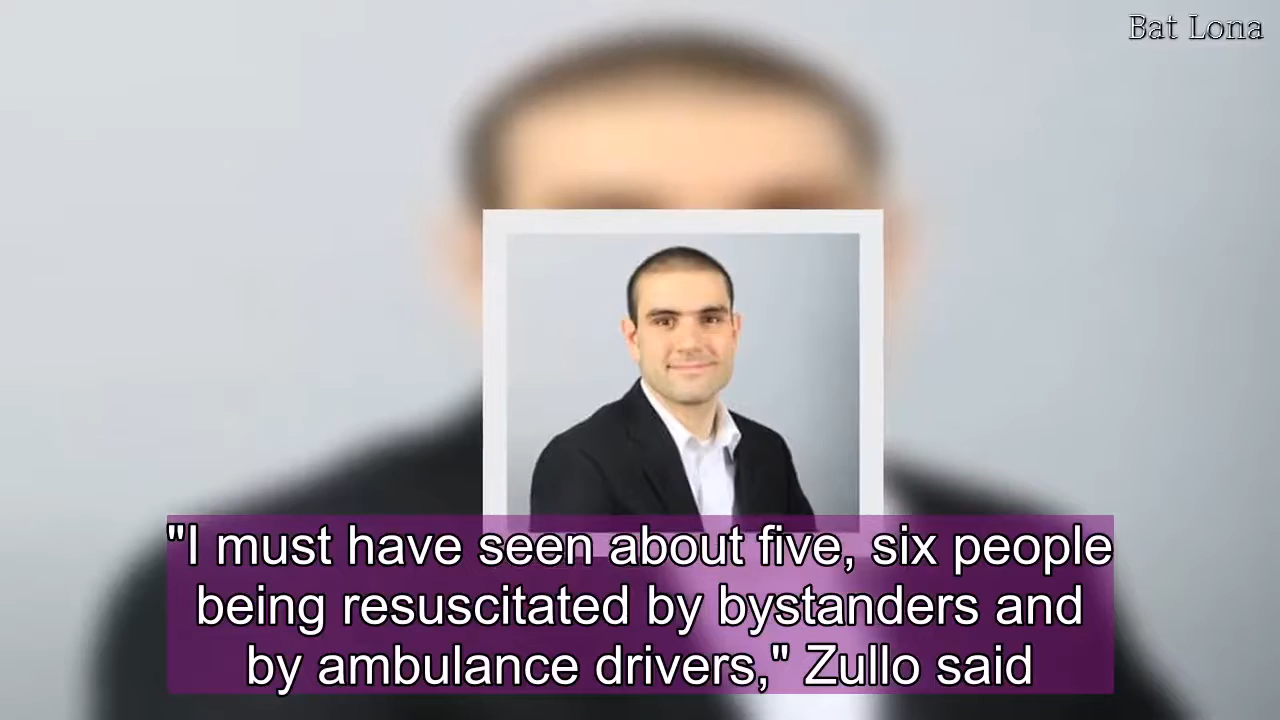 Bat Lona
"I must have seen about five, six people
being resuscitated by bystanders and
by ambulance drivers," Zullo said